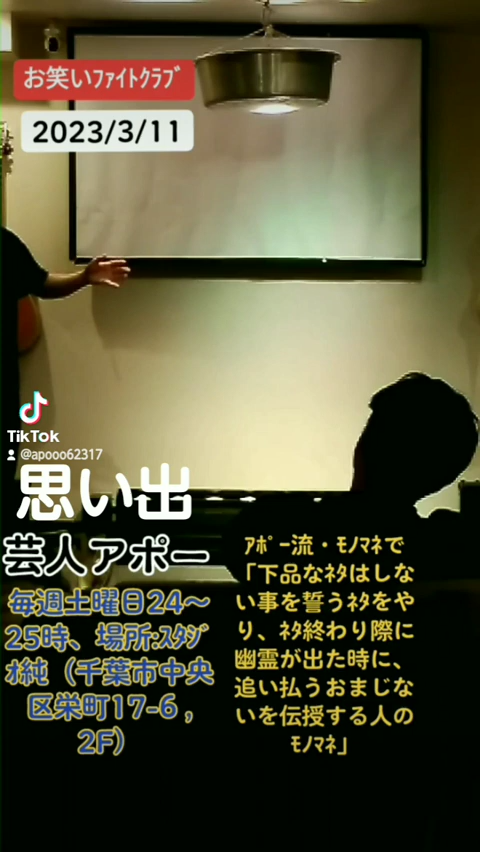 お笑いﾌｧｲﾄｸﾗﾌﾞ
2023/3/11
TikTok
@apooo62317
思い出
芸人アポー
毎週土曜日24〜
25時、場所:ｽﾀｼﾞ
ｵ純（千葉市中央
区栄町17-6，
2F）
ｱﾎﾟｰ流・ﾓﾉﾏﾈで
「下品なﾈﾀはしな
い事を誓うﾈﾀをや
り、ﾈﾀ終わり際に
幽霊が出た時に、
追い払うおまじな
いを伝授する人の
ﾓﾉﾏﾈ」